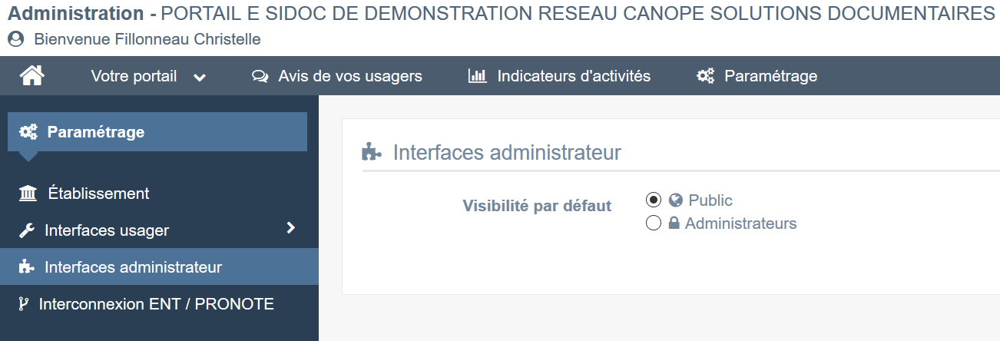 Administration - PORTAIL E SIDOC DE DEMONSTRATION RESEAU CANOPE SOLUTIONS DOCUMENTAIRES
Bienvenue Fillonneau Christelle
Votre portail Avis de vos usagers Indicateurs d'activités Paramétrage
Paramétrage
Établissement
Interfaces usager
Interfaces administrateur
Interconnexion ENT / PRONOTE
Interfaces administrateur
Visibilité par défaut Public
Administrateurs